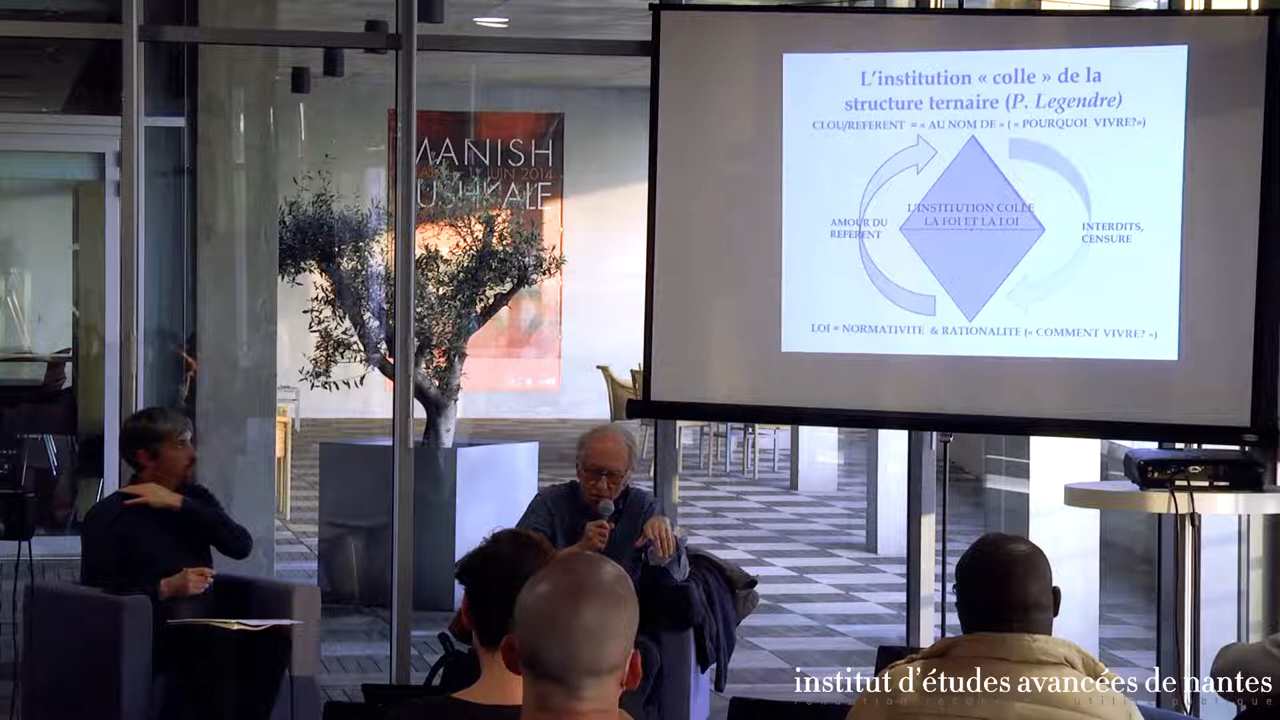 L'institution « colle » de la
structure ternaire (P. Legendre)
CLOU/REFERENT = « AU NOM DE » ( « POURQUOI VIVRE?»)
L'INSTITUTION COLLE
LA FOI ET LA LOI
AMOUR DU
REFERENT
INTERDITS,
CENSURE
LOI = NORMATIVITE & RATIONALITE (« COMMENT VIVRE? »)
MANISH
JUIN 2014
institut d'études avancées de nantes